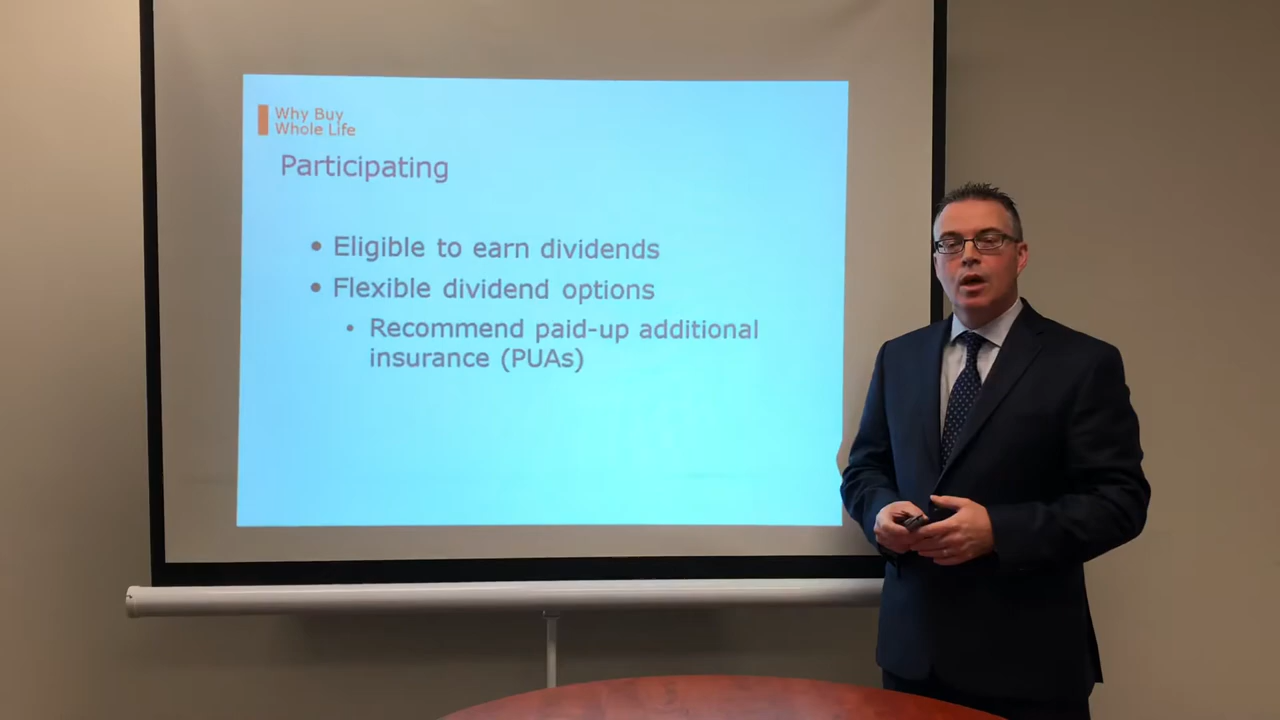 Why Buy
Whole Life
Participating
• Eligible to earn dividends
• Flexible dividend options
• Recommend paid-up additional
insurance (PUAs)